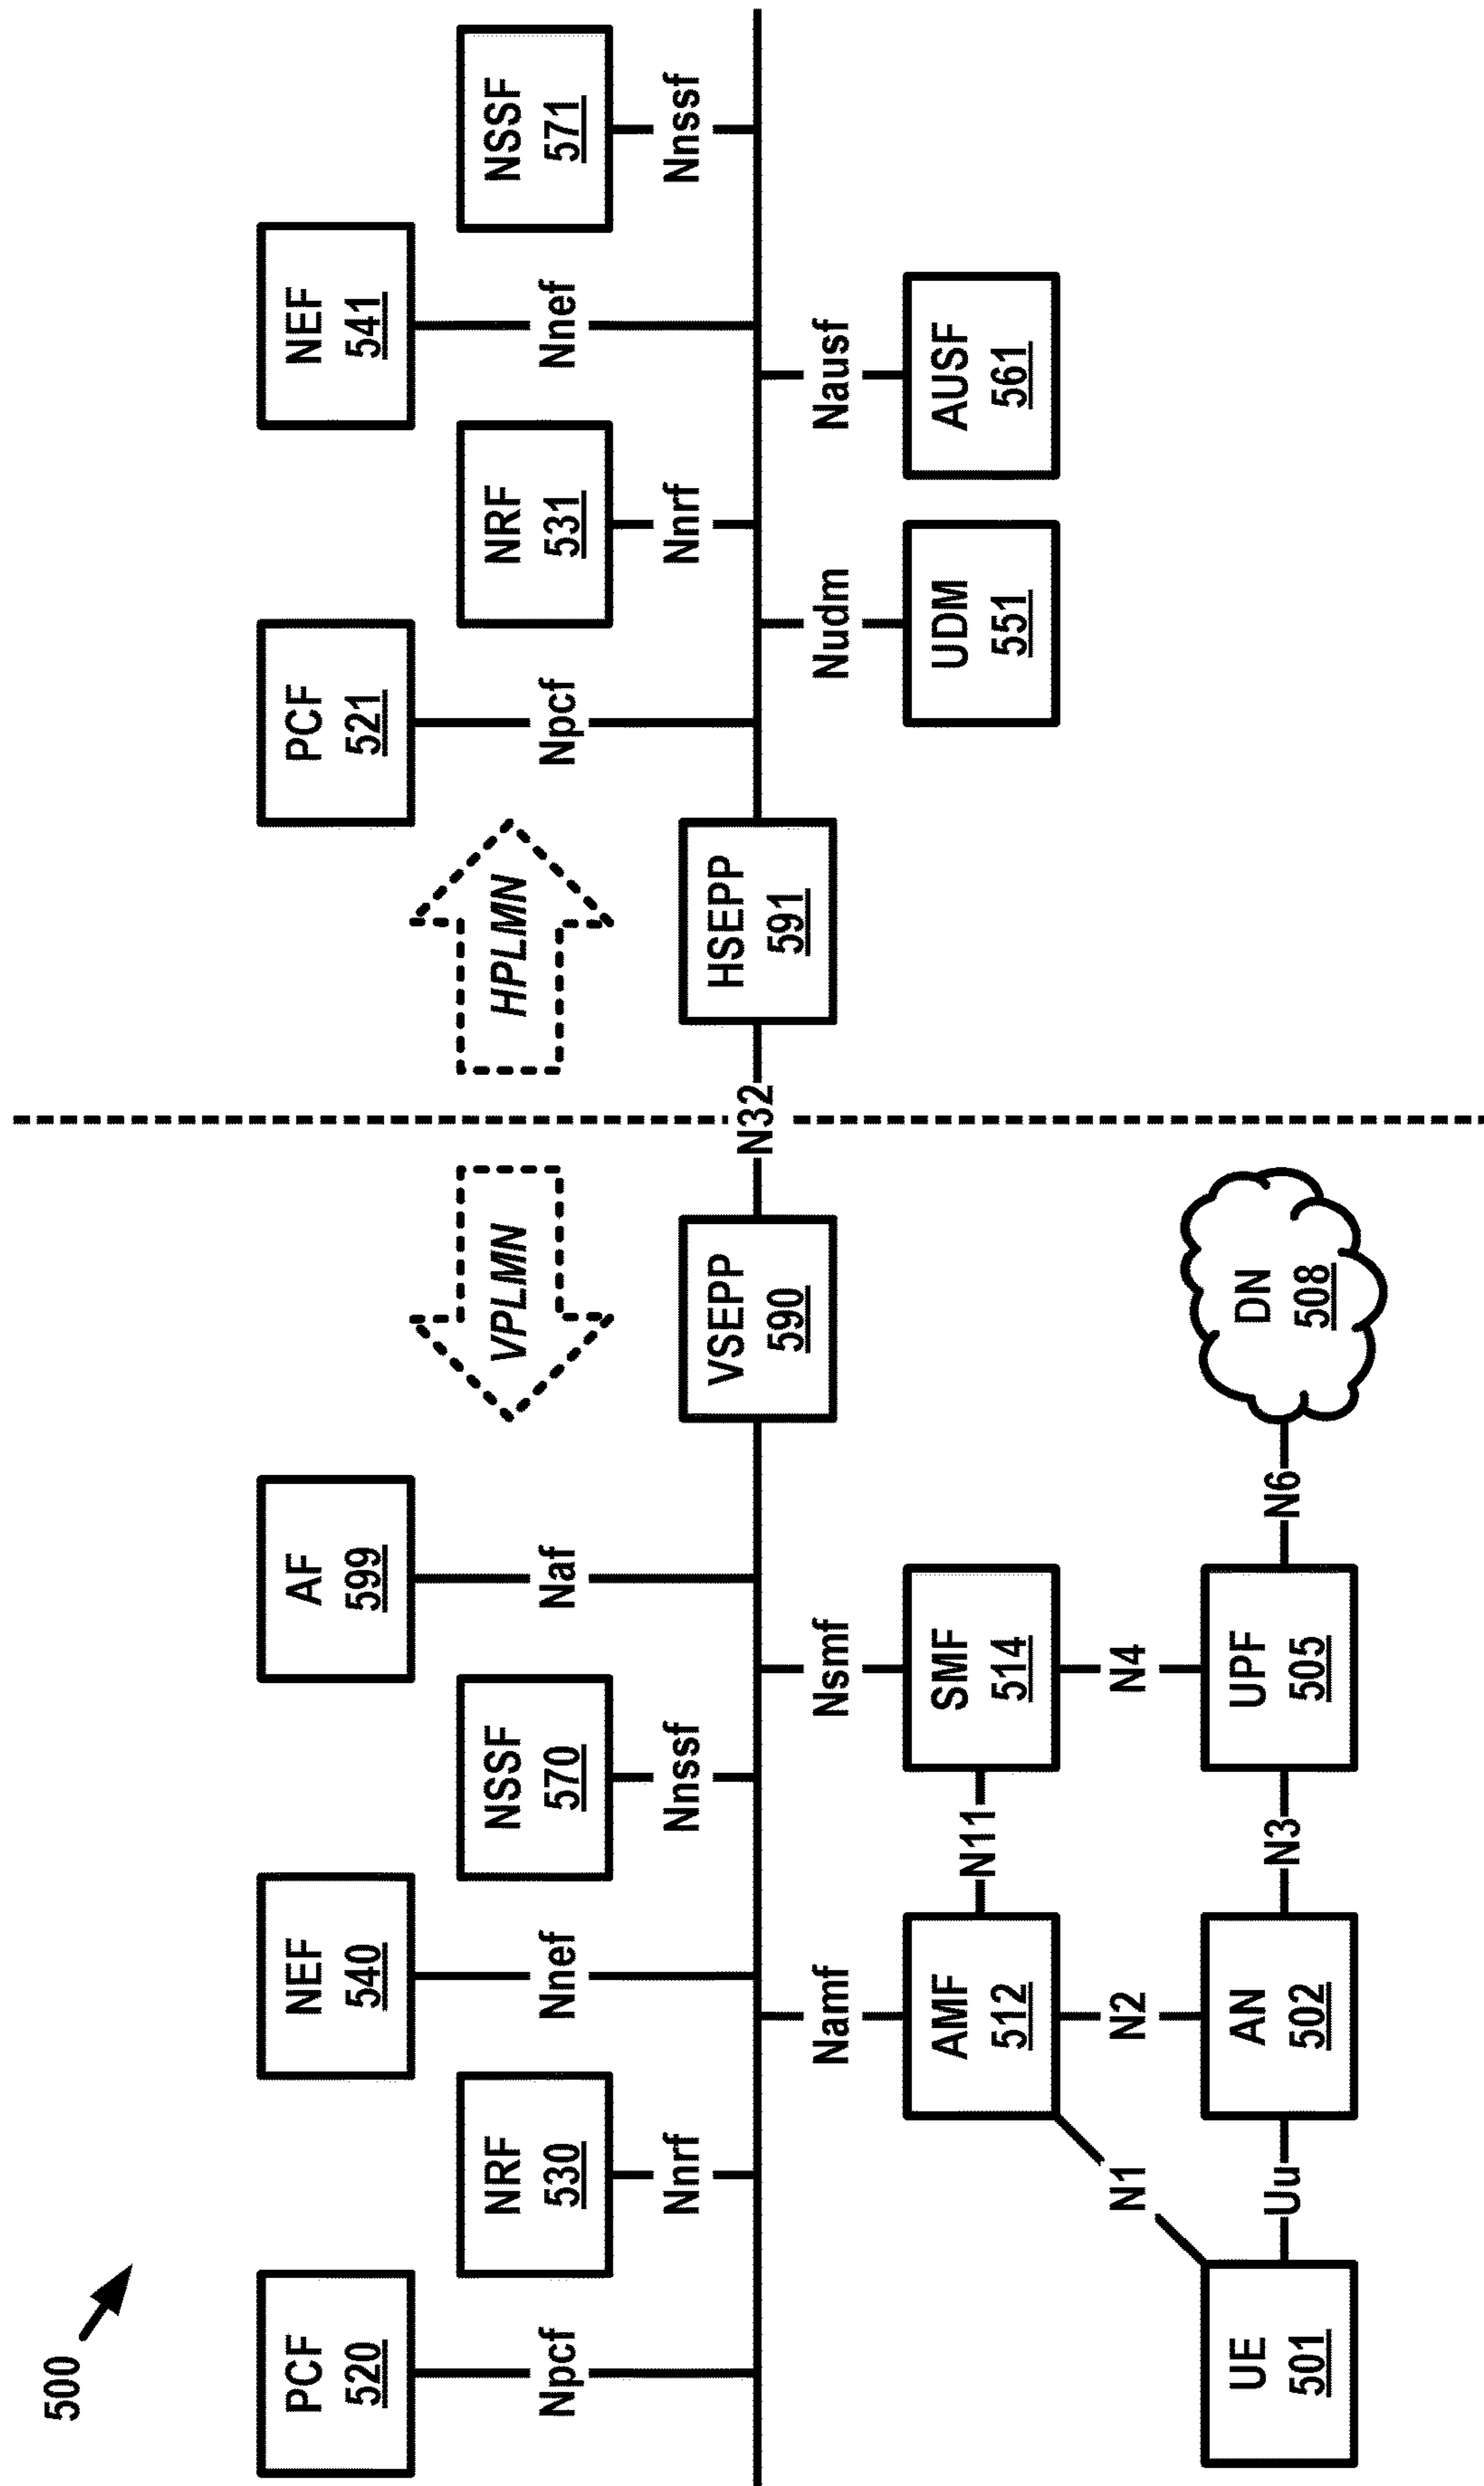 500
PCF
520
NRF
530
NEF
540
NSSF
570
AF
599
VPLMN
HPLMN
PCF
521
NRF
531
NEF
541
NSSF
571
Npcf
Nnrf
Nnef
Nnssf
Naf
Npcf
Nnrf
Nnef
Nnssf
VSEPP
590
N32
HSEPP
591
Namf
Nsmf
Nudm
Nausf
AMF
512
N11
SMF
514
UDM
551
AUSF
561
N1
N2
N4
UE
501
Uu
AN
502
N3
UPF
505
N6
DN
508